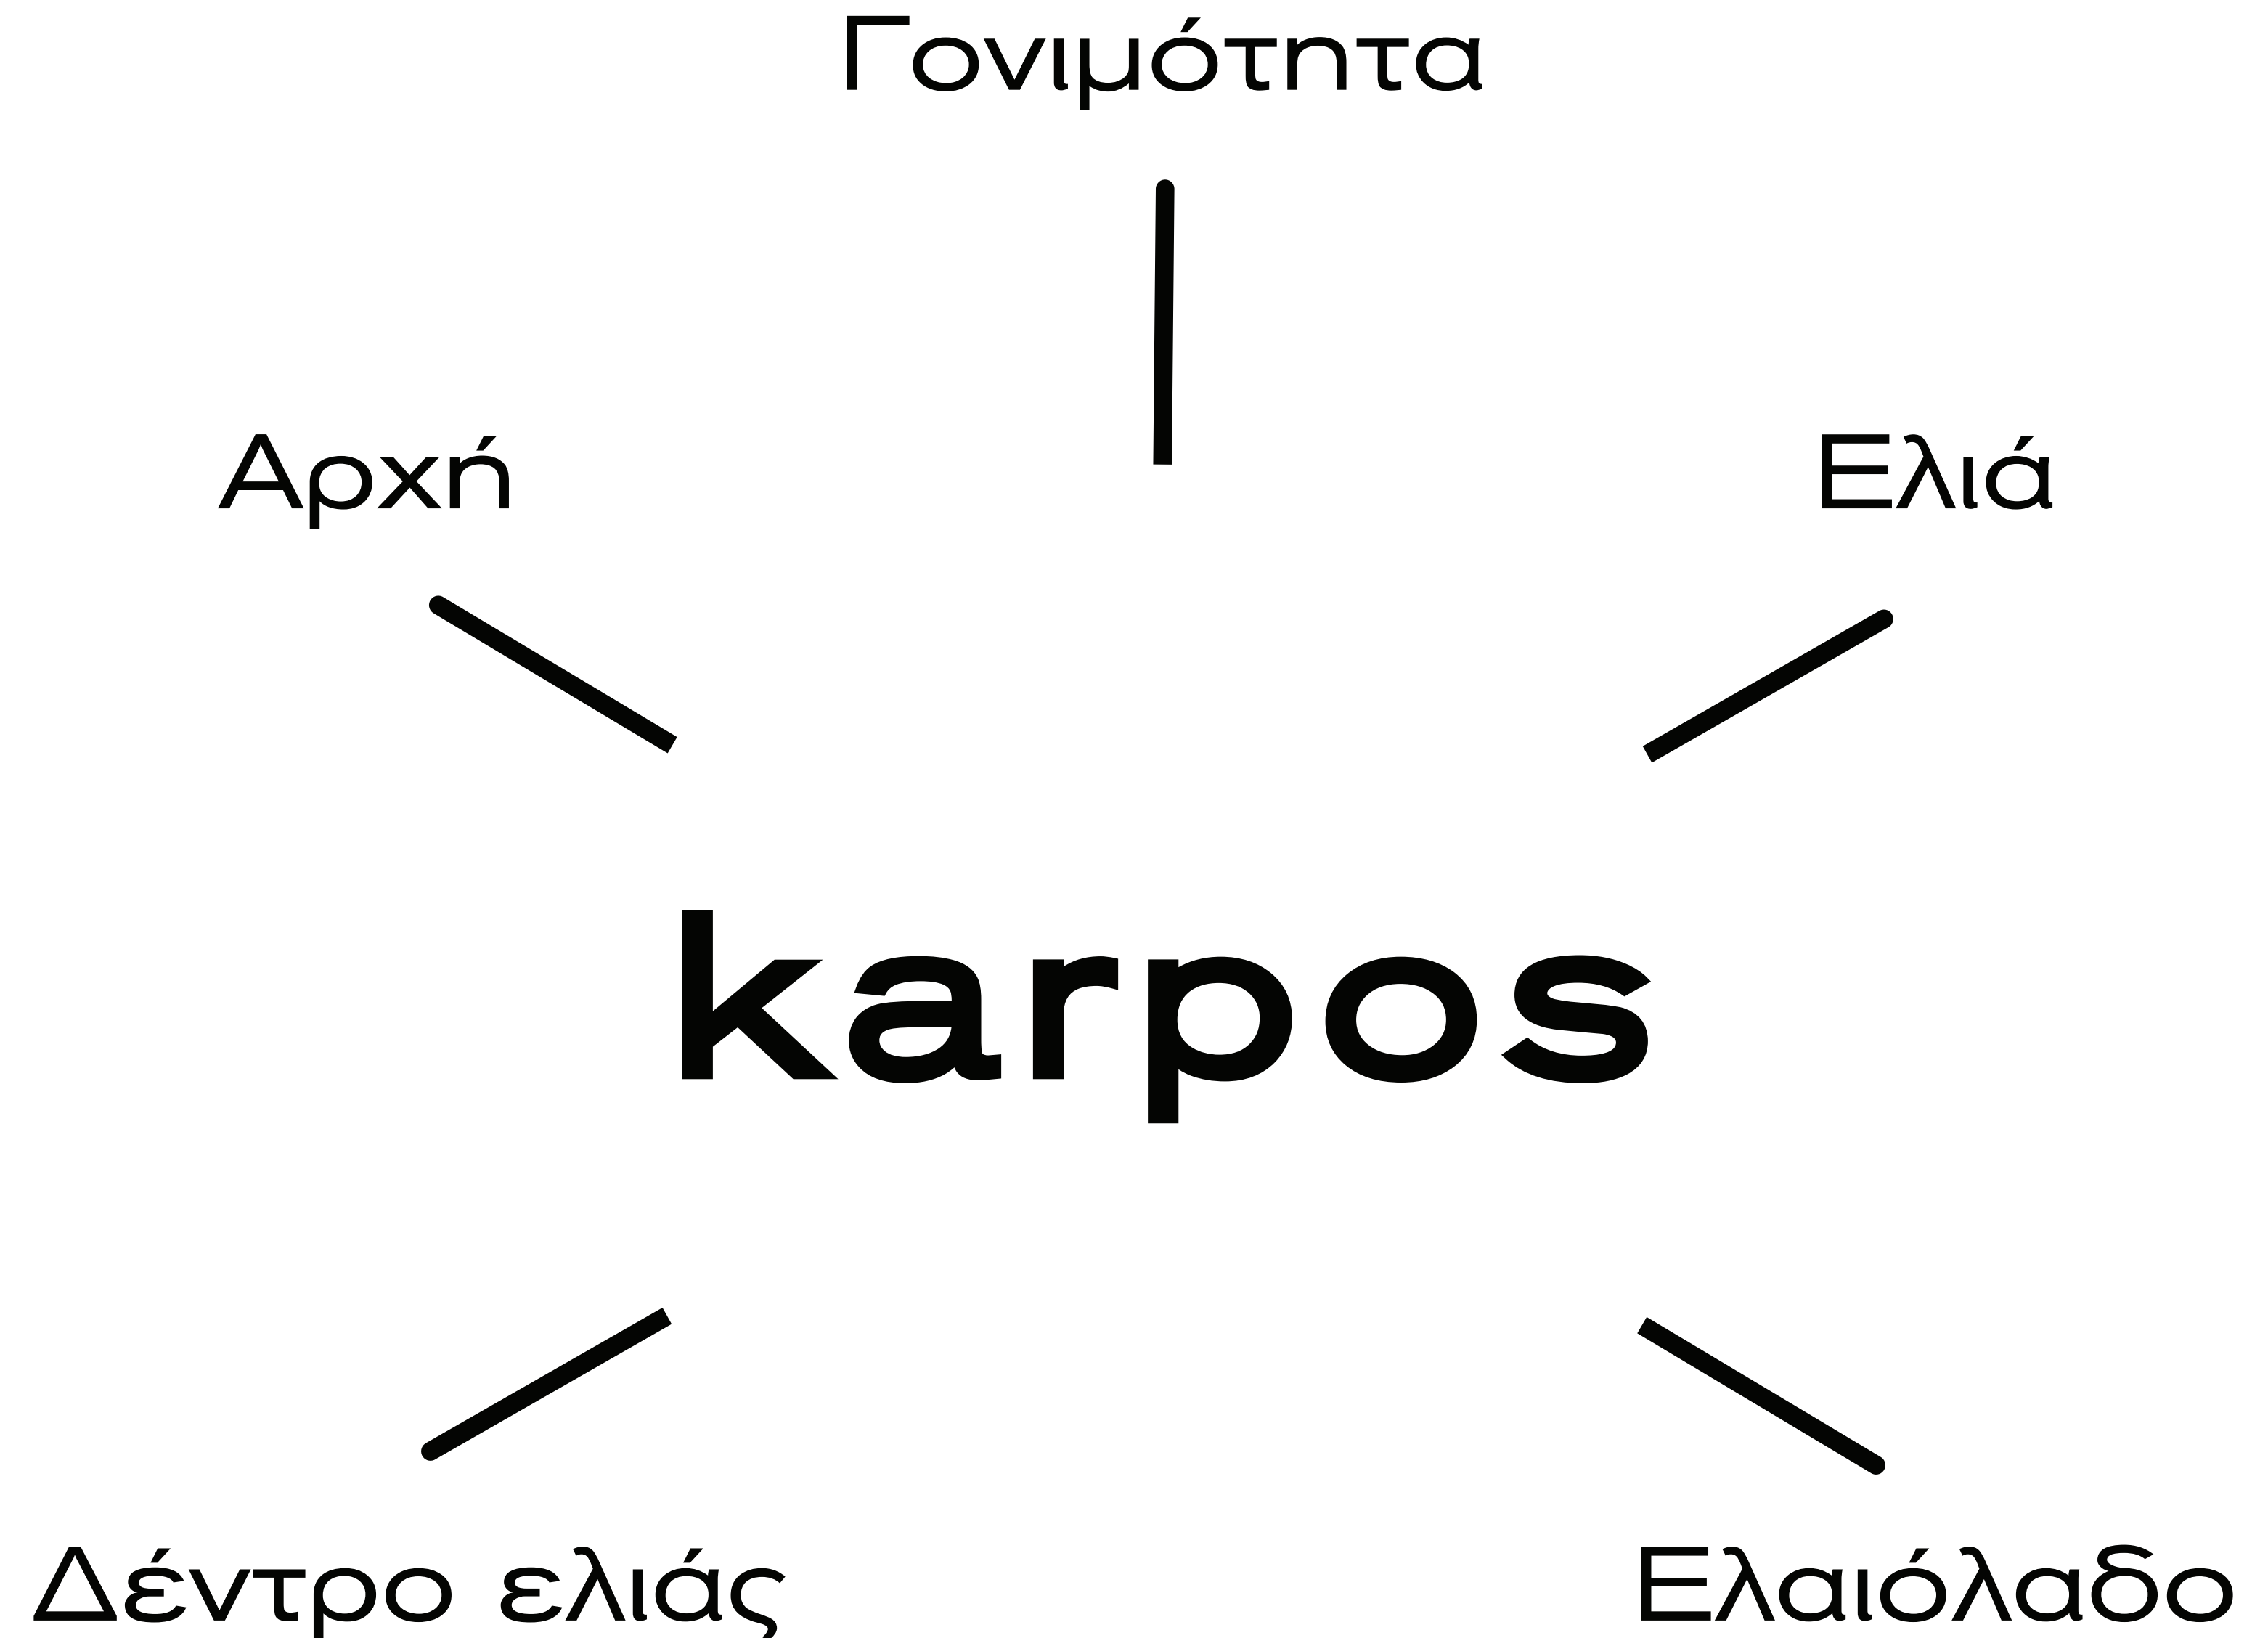 Γονιμότητα
Αρχή
Ελιά
karpos
Δέντρο ελιάς
Ελαιόλαδο